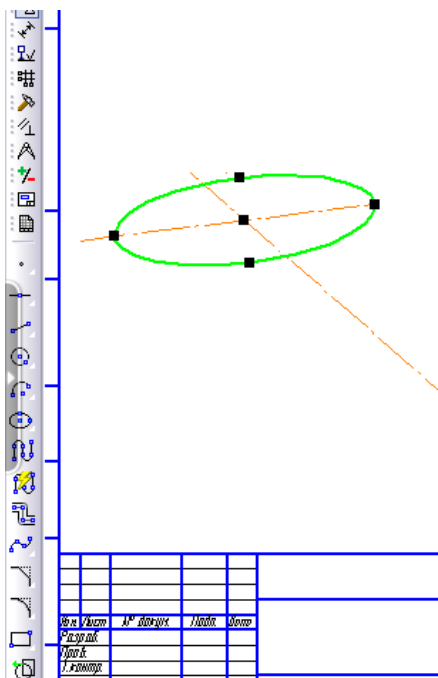 Изм. Лист № докум. Подп. Дата
Разраб.
Пров.
Т.контр.